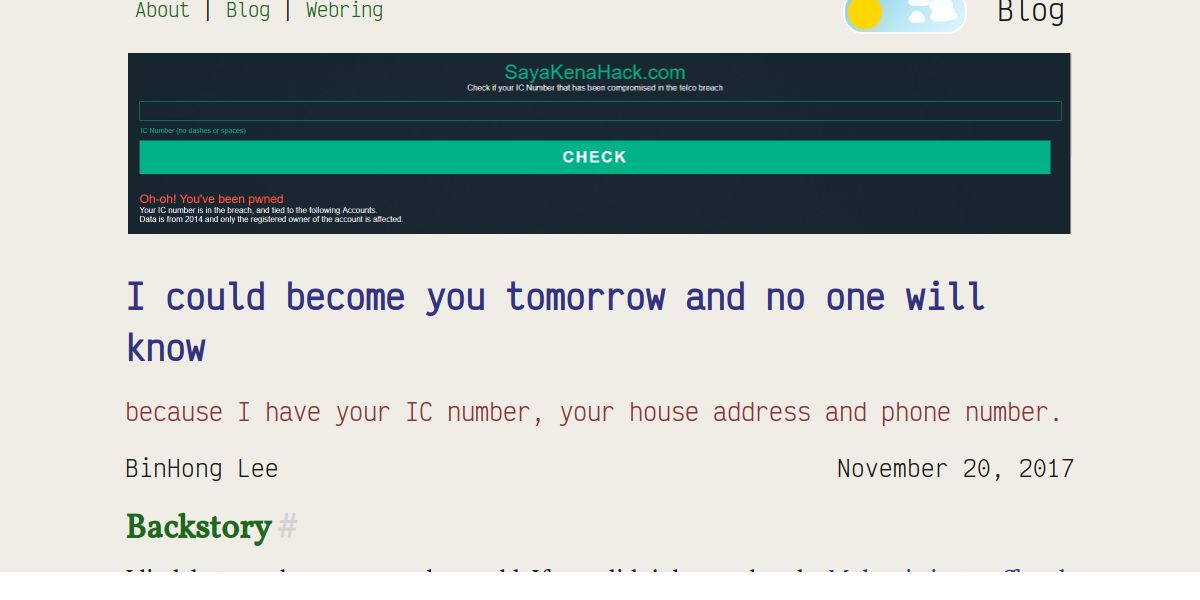 About | Blog | Webring
Blog
SayaKenaHack.com
Check if your IC Number that has been compromised in the telco breach
IC Number (no dashes or spaces)
CHECK
Oh-oh! You've been pwned
Your IC number is in the breach, and tied to the following Accounts.
Data is from 2014 and only the registered owner of the account is affected.
I could become you tomorrow and no one will
know
because I have your IC number, your house address and phone number.
BinHong Lee
November 20, 2017
Backstory #